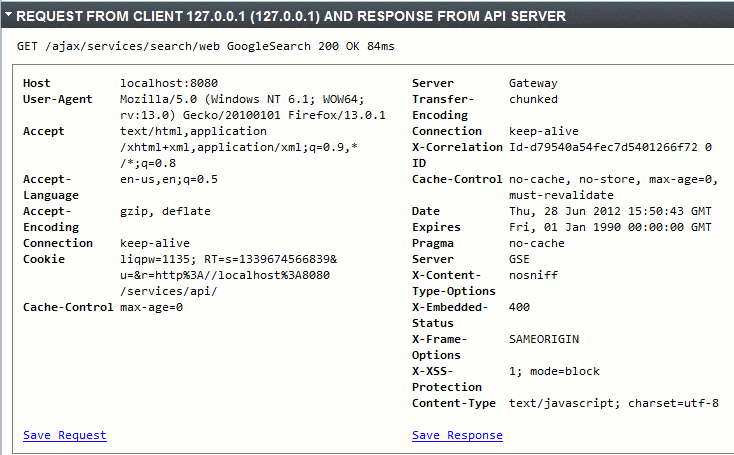 REQUEST FROM CLIENT 127.0.0.1 (127.0.0.1) AND RESPONSE FROM API SERVER
GET /ajax/services/search/web GoogleSearch 200 OK 84ms
Host localhost:8080
User-Agent Mozilla/5.0 (Windows NT 6.1; WOW64;
rv:13.0) Gecko/20100101 Firefox/13.0.1
Accept text/html,application
/xhtml+xml,application/xml;q=0.9,*
/*;q=0.8
Accept- en-us,en;q=0.5
Language
Accept- gzip, deflate
Encoding
Connection keep-alive
Cookie liqpw=1135; RT=s=1339674566839&
u=&r=http%3A//localhost%3A8080
/services/api/
Cache-Control max-age=0
Save Request
Server Gateway
Transfer- chunked
Encoding
Connection keep-alive
X-Correlation Id-d79540a54fec7d5401266f72 0
ID
Cache-Control no-cache, no-store, max-age=0,
must-revalidate
Date Thu, 28 Jun 2012 15:50:43 GMT
Expires Fri, 01 Jan 1990 00:00:00 GMT
Pragma no-cache
Server GSE
X-Content- nosniff
Type-Options
X-Embedded- 400
Status
X-Frame- SAMEORIGIN
Options
X-XSS- 1; mode=block
Protection
Content-Type text/javascript; charset=utf-8
Save Response